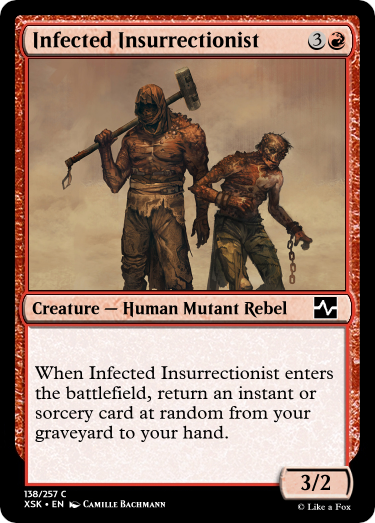 Infected Insurrectionist 3
Creature — Human Mutant Rebel
When Infected Insurrectionist enters
the battlefield, return an instant or
sorcery card at random from your
graveyard to your hand.
3/2
138/257 C
XSK • EN Camille Bachmann
© Like a Fox